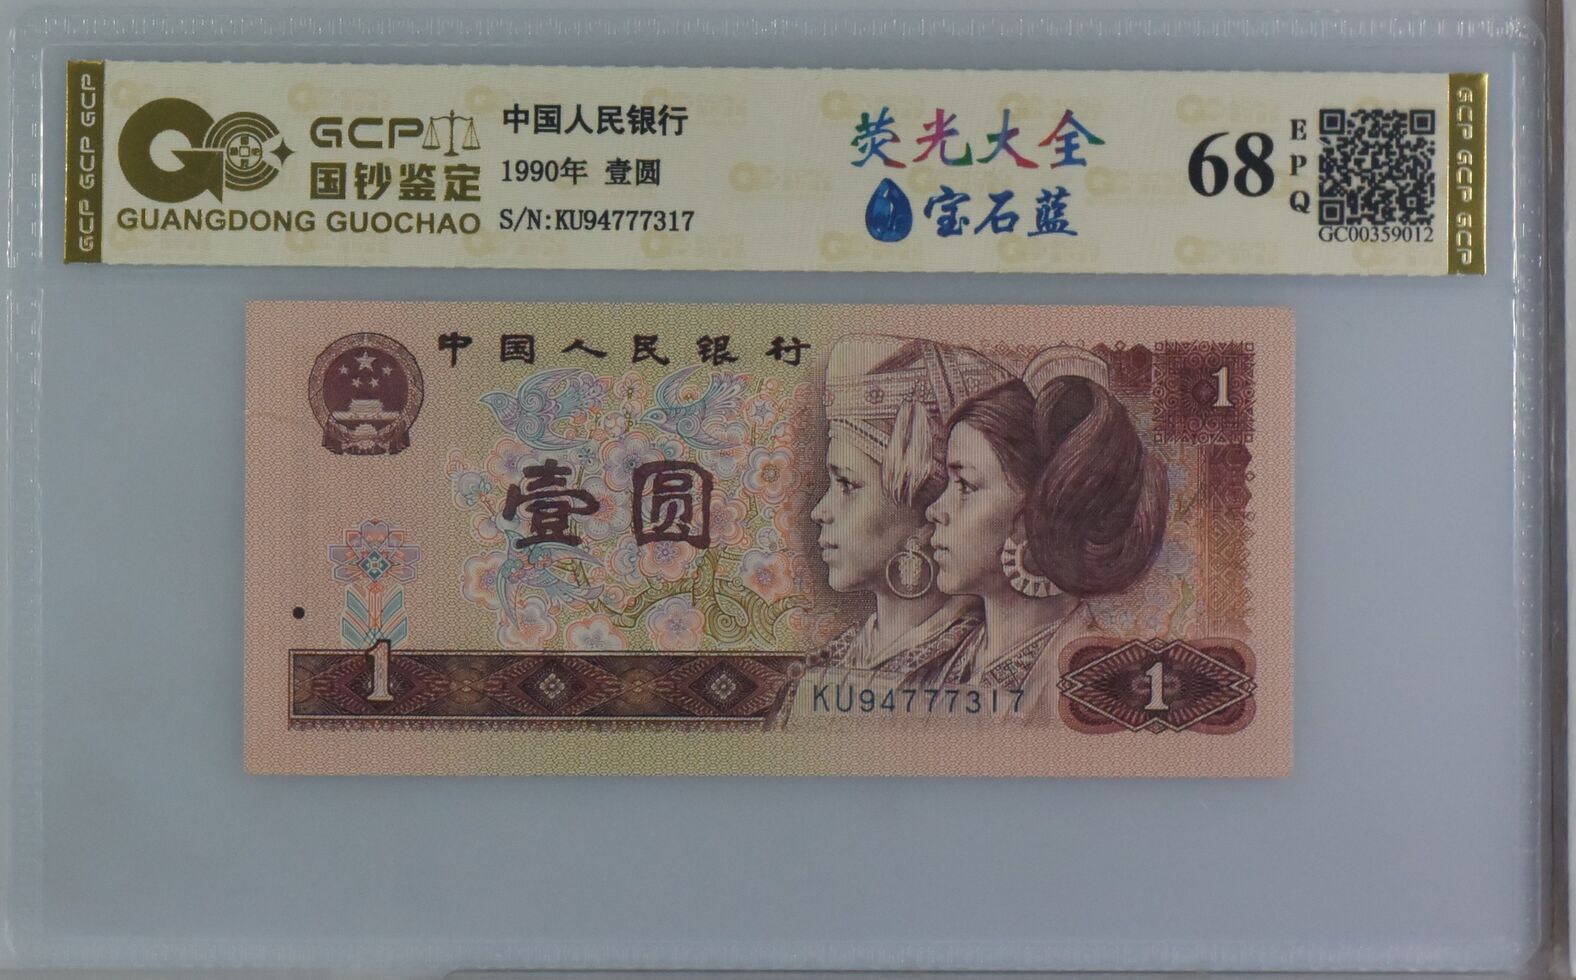 GCP GCP GCP
GCP
国钞鉴定
GUANGDONG GUOCHAO
中国人民银行
1990年 壹圆
S/N:KU94777317
荧光大全
宝石蓝
68
EPQ
GC00359012
GCP GCP GCP
中国人民银行
1
壹圆
1
KU94777317
1